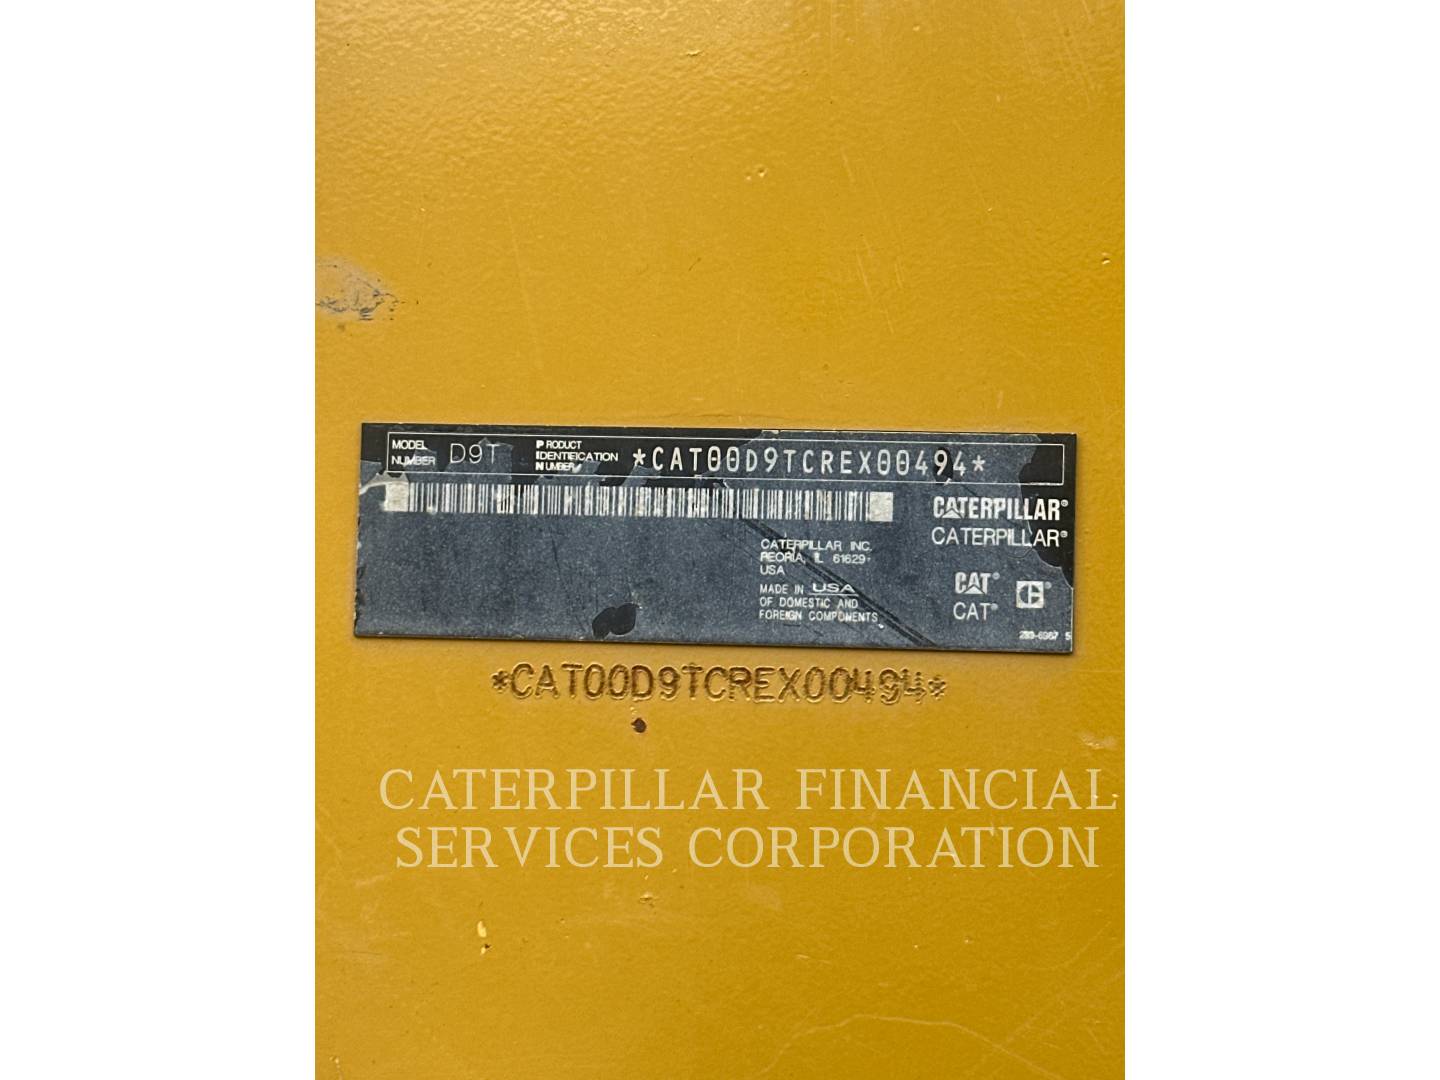 MODEL NUMBER D9T PRODUCT IDENTIFICATION NUMBER *CAT00D9TCREX00494*
CATERPILLAR®
CATERPILLAR®
CATERPILLAR INC.
PEORIA, IL 61629
USA
MADE IN USA
OF DOMESTIC AND
FOREIGN COMPONENTS
CAT®
CAT®
*CAT00D9TCREX00494*
CATERPILLAR FINANCIAL
SERVICES CORPORATION